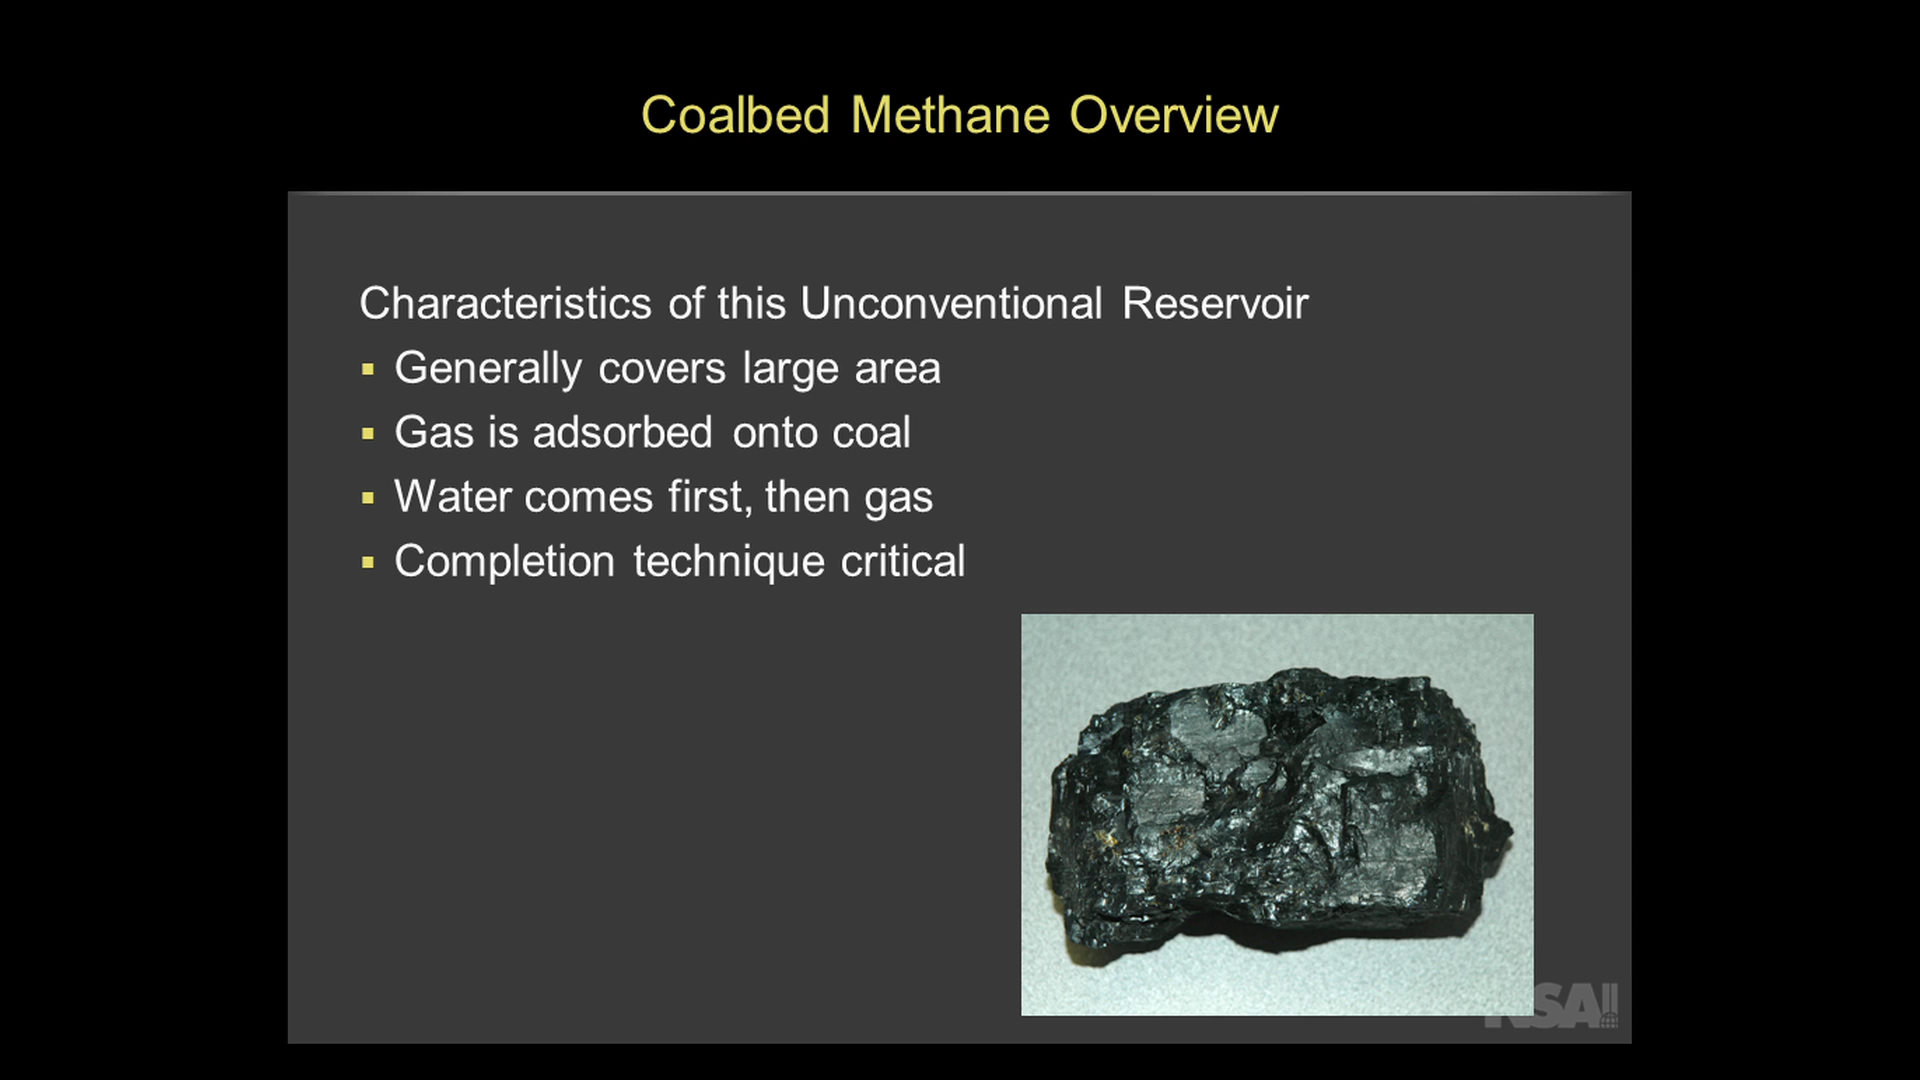 Coalbed Methane Overview
Characteristics of this Unconventional Reservoir
▪ Generally covers large area
▪ Gas is adsorbed onto coal
▪ Water comes first, then gas
▪ Completion technique critical
NSAI